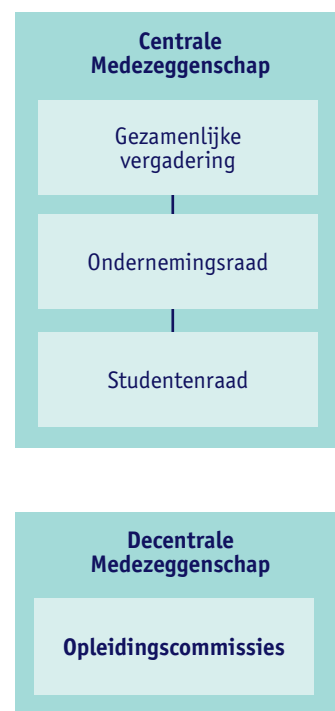 Centrale
Medezeggenschap
Gezamenlijke
vergadering
Ondernemingsraad
Studentenraad
Decentrale
Medezeggenschap
Opleidingscommissies